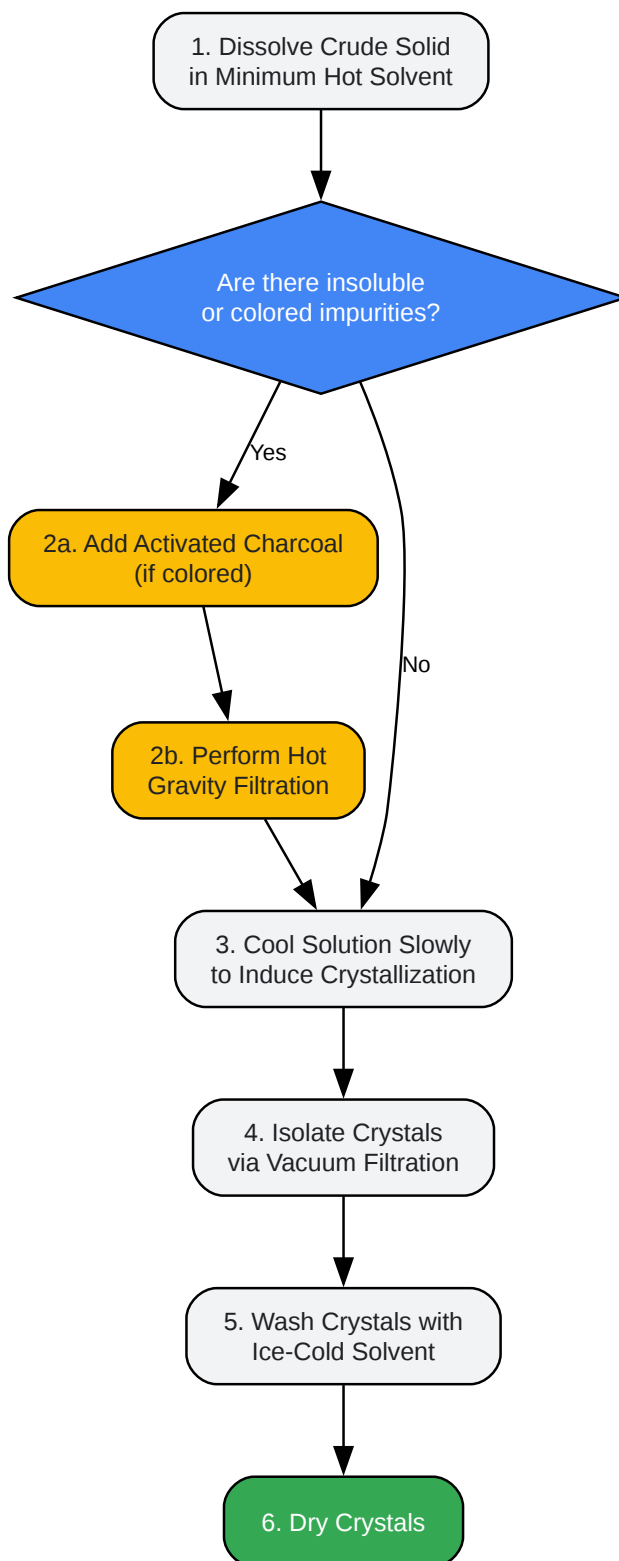 1. Dissolve Crude Solid
in Minimum Hot Solvent
Are there insoluble
or colored impurities?
Yes
2a. Add Activated Charcoal
(if colored)
No
2b. Perform Hot
Gravity Filtration
3. Cool Solution Slowly
to Induce Crystallization
4. Isolate Crystals
via Vacuum Filtration
5. Wash Crystals with
Ice-Cold Solvent
6. Dry Crystals